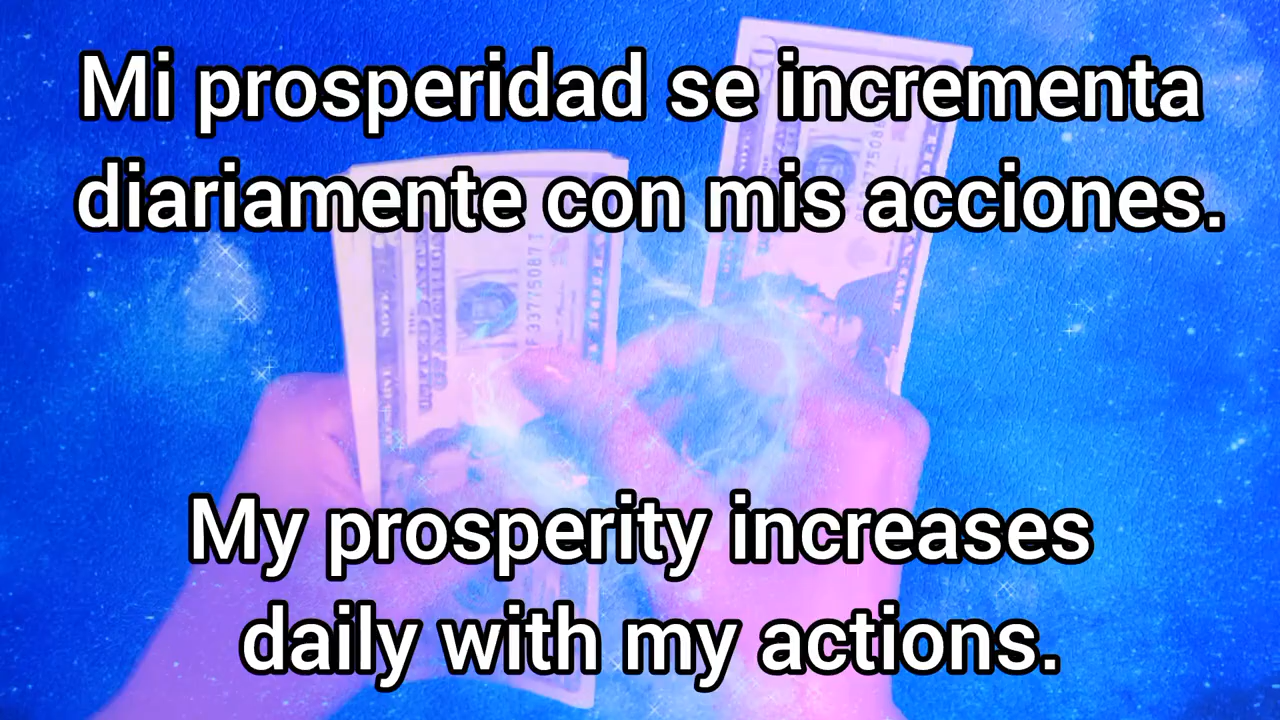 Mi prosperidad se incrementa
diariamente con mis acciones.
My prosperity increases
daily with my actions.